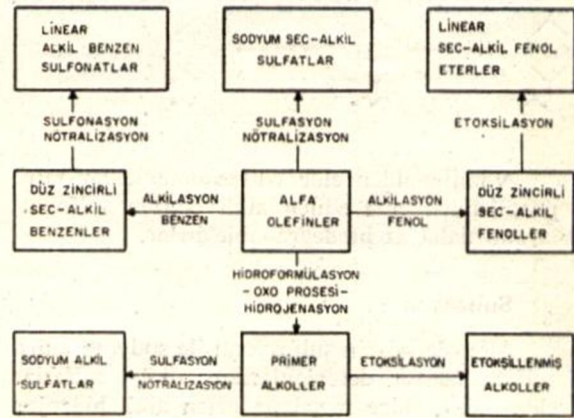 LİNEAR
ALKİL BENZEN
SULFONATLAR
SODYUM SEC-ALKİL
SULFATLAR
LİNEAR
SEC-ALKİL FENOL
ETERLER
SULFONASYON
NÖTRALİZASYON
SULFASYON
NÖTRALİZASYON
ETOKSİLASYON
DÜZ ZİNCİRLİ
SEC-ALKİL
BENZENLER
ALKİLASYON
BENZEN
ALFA
OLEFİNLER
ALKİLASYON
FENOL
DÜZ ZİNCİRLİ
SEC-ALKİL
FENOLLER
HİDROFORMÜLASYON
-OXO PROSESİ-
HİDROJENASYON
SODYUM ALKİL
SULFATLAR
SULFASYON
NOTRALİZASYON
PRİMER
ALKOLLER
ETOKSİLASYON
ETOKSİLLENMİŞ
ALKOLLER